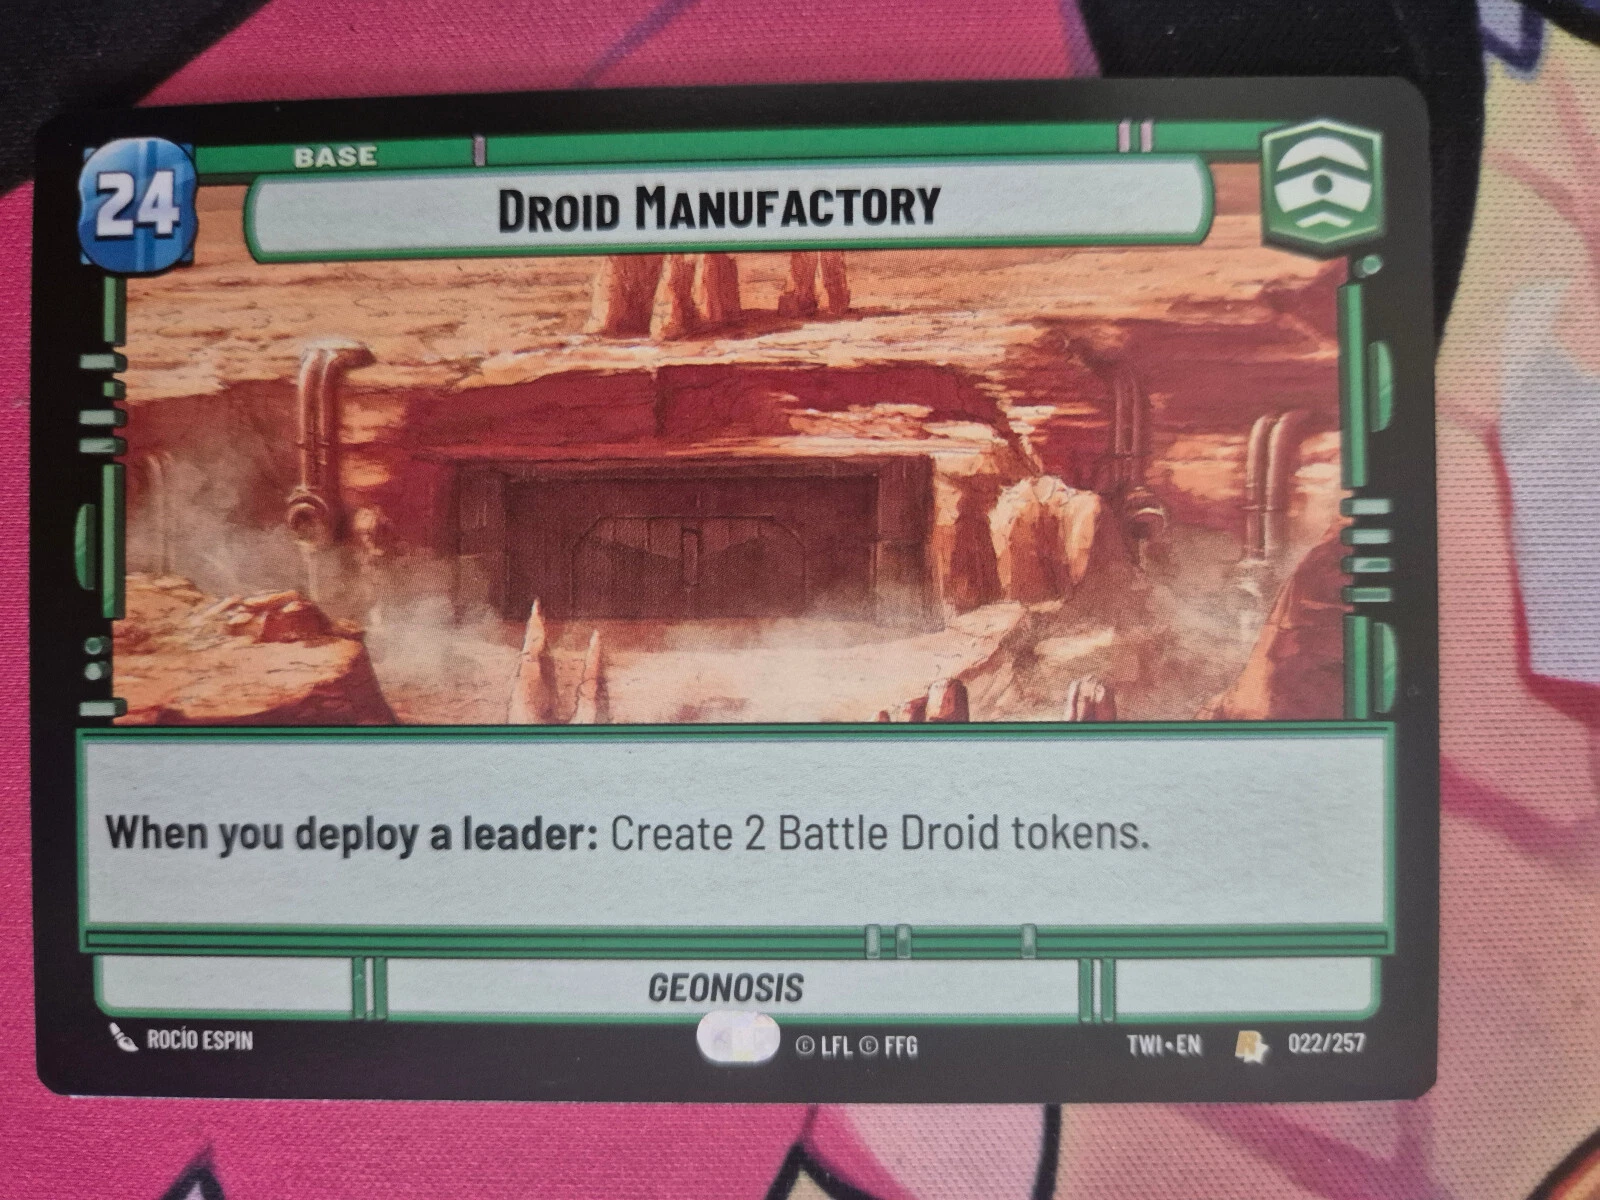 BASE
24
DROID MANUFACTORY
When you deploy a leader: Create 2 Battle Droid tokens.
GEONOSIS
ROCÍO ESPIN
© LFL © FFG
TWI•EN R 022/257